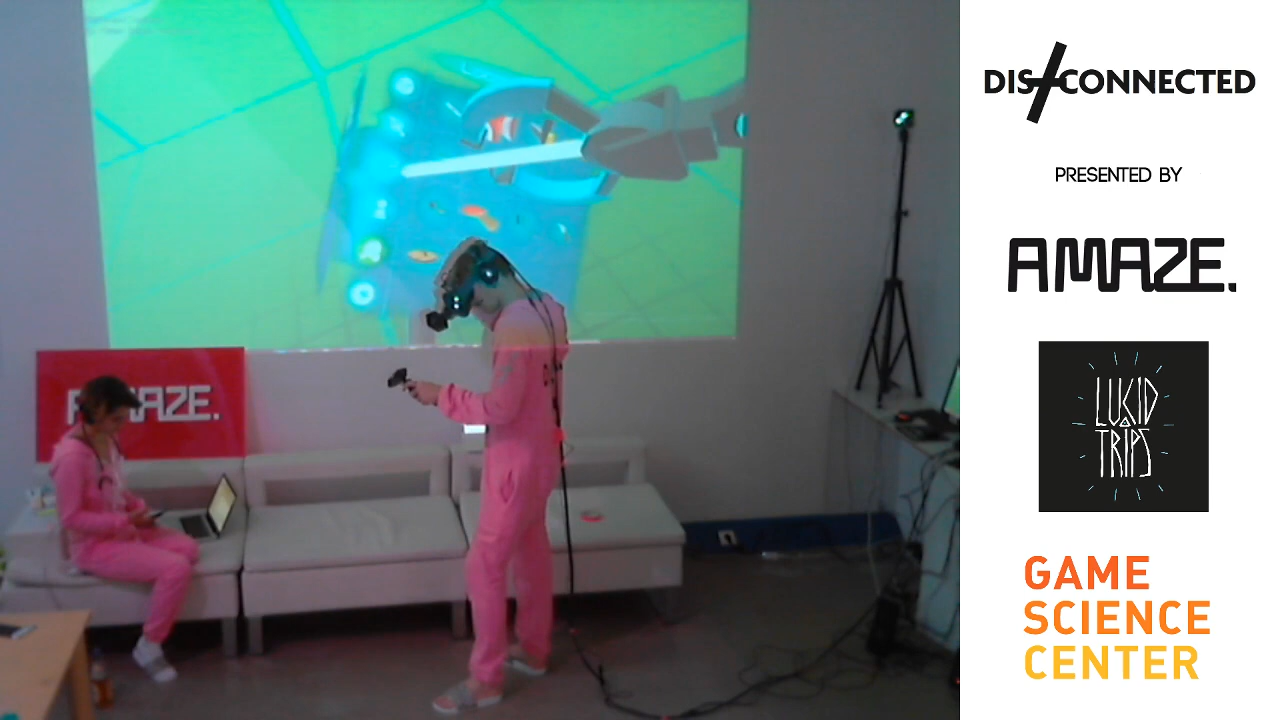 AMAZE.
DIS/CONNECTED
PRESENTED BY
AMAZE.
LUCID
TRIPS
GAME
SCIENCE
CENTER